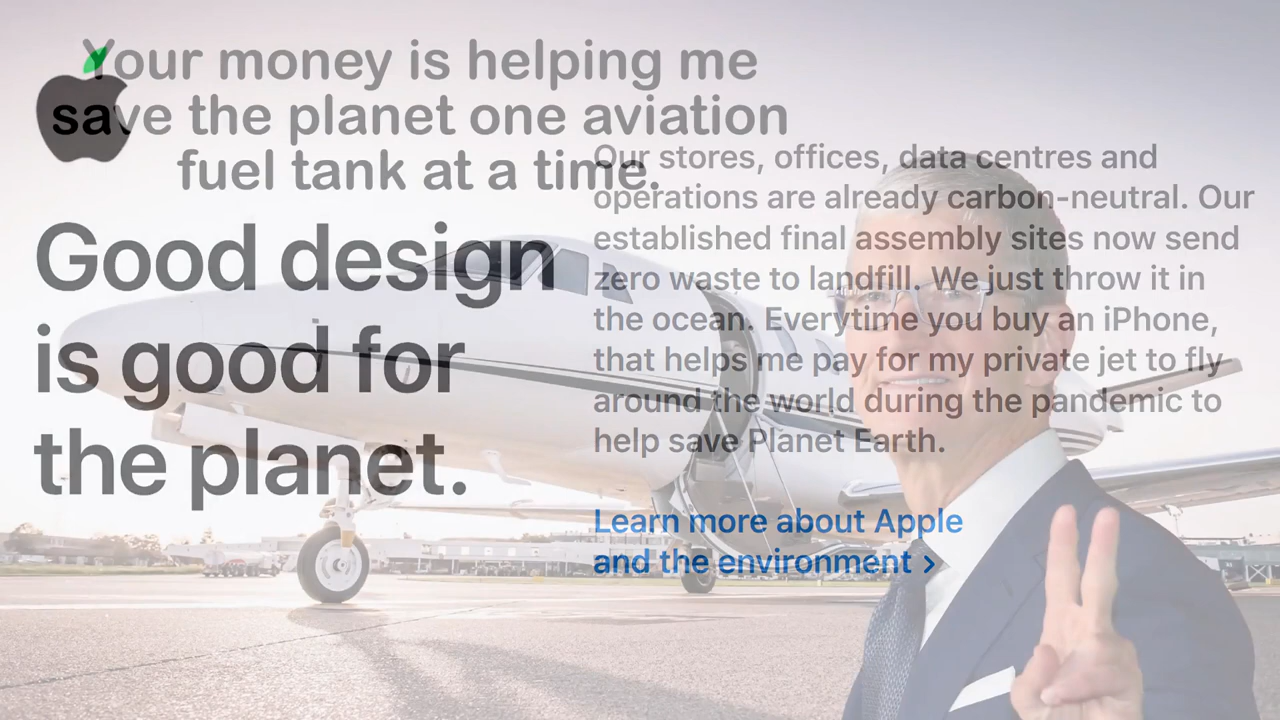 Your money is helping me
save the planet one aviation
fuel tank at a time.
Good design
is good for
the planet.
Our stores, offices, data centres and
operations are already carbon-neutral. Our
established final assembly sites now send
zero waste to landfill. We just throw it in
the ocean. Everytime you buy an iPhone,
that helps me pay for my private jet to fly
around the world during the pandemic to
help save Planet Earth.
Learn more about Apple
and the environment >